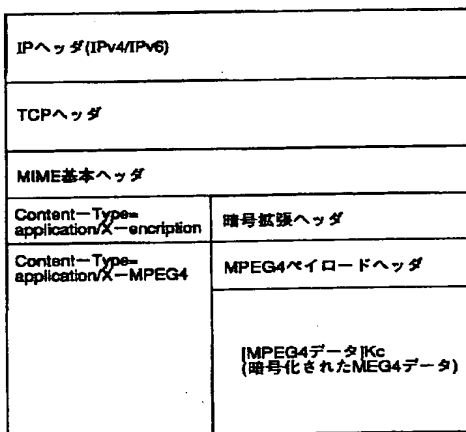 IPヘッダ(IPv4/IPv6)
TCPヘッダ
MIME基本ヘッダ
Content-Type=
application/X-encription
暗号拡張ヘッダ
Content-Type=
application/X-MPEG4
MPEG4ペイロードヘッダ
[MPEG4データ]Kc
(暗号化されたMEG4データ)